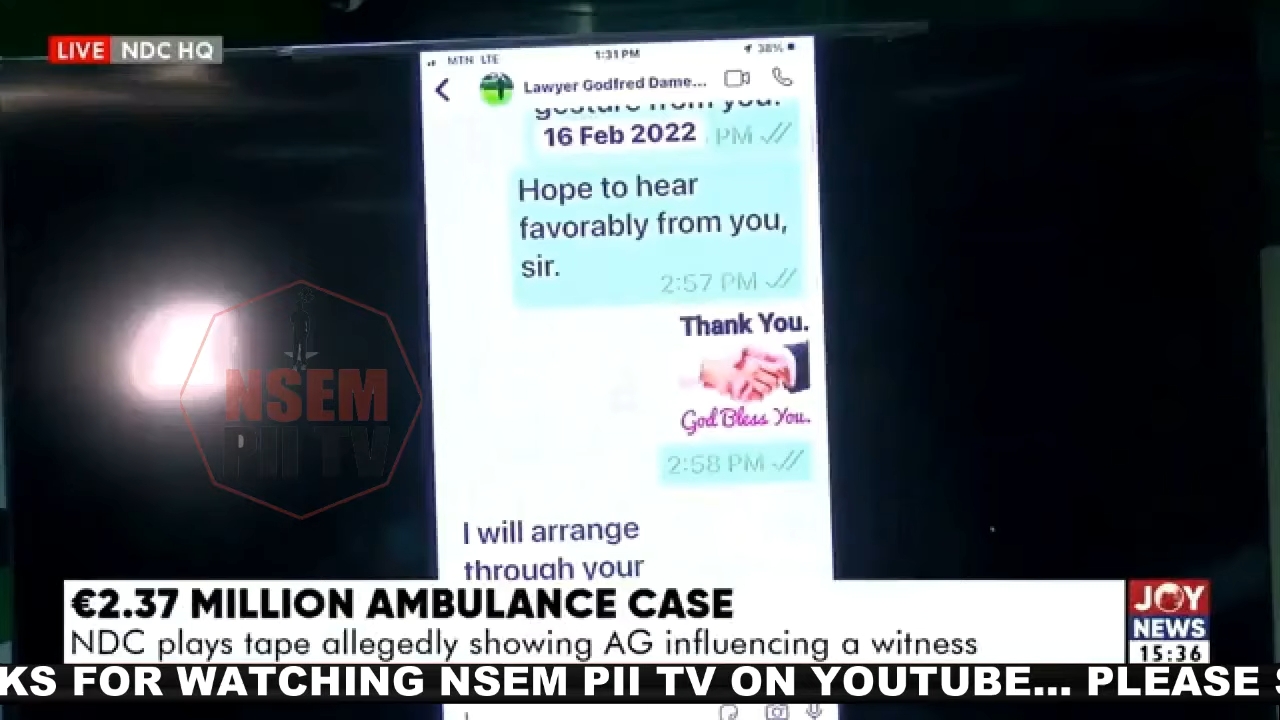 LIVE NDC HQ
MTN LTE 1:31 PM 38%
Lawyer Godfred Dame...
gesture from you.
16 Feb 2022 PM
Hope to hear
favorably from you,
sir.
2:57 PM
Thank You.
God Bless You.
2:58 PM
I will arrange
through your
NSEM
PII TV
€2.37 MILLION AMBULANCE CASE
NDC plays tape allegedly showing AG influencing a witness
JOY
NEWS
15:36
KS FOR WATCHING NSEM PII TV ON YOUTUBE... PLEASE